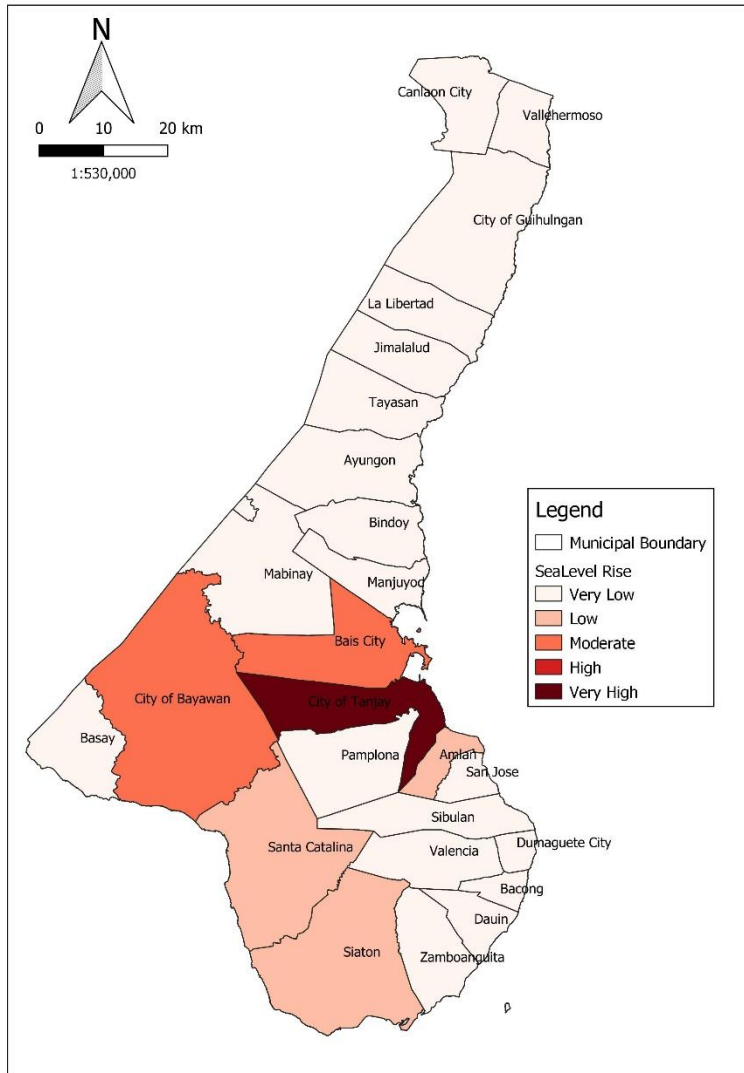 N
0 10 20 km
1:530,000
Canlaon City
Vallehermoso
City of Guihulngan
La Libertad
Jimalalud
Tayasan
Ayungon
Bindoy
Mabinay
Manjuyod
Bais City
City of Bayawan
City of Tanjay
Basay
Pamplona
Amlan
San Jose
Sibulan
Santa Catalina
Valencia
Dumaguete City
Bacong
Dauin
Siaton
Zamboanguita
Legend
Municipal Boundary
SeaLevel Rise
Very Low
Low
Moderate
High
Very High